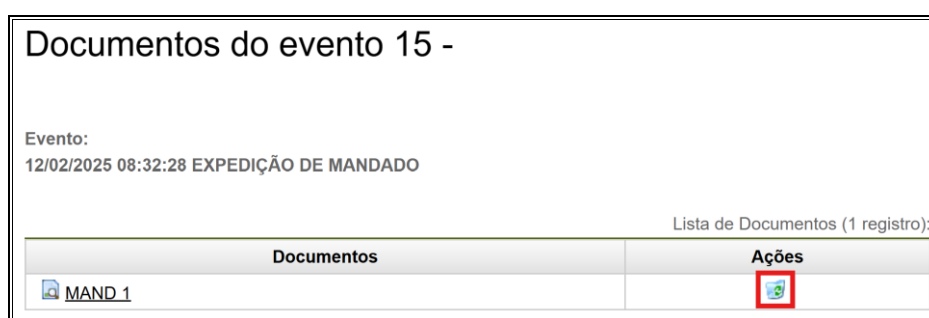 Documentos do evento 15 -
Evento:
12/02/2025 08:32:28 EXPEDIÇÃO DE MANDADO
Lista de Documentos (1 registro):
Documentos Ações
MAND 1